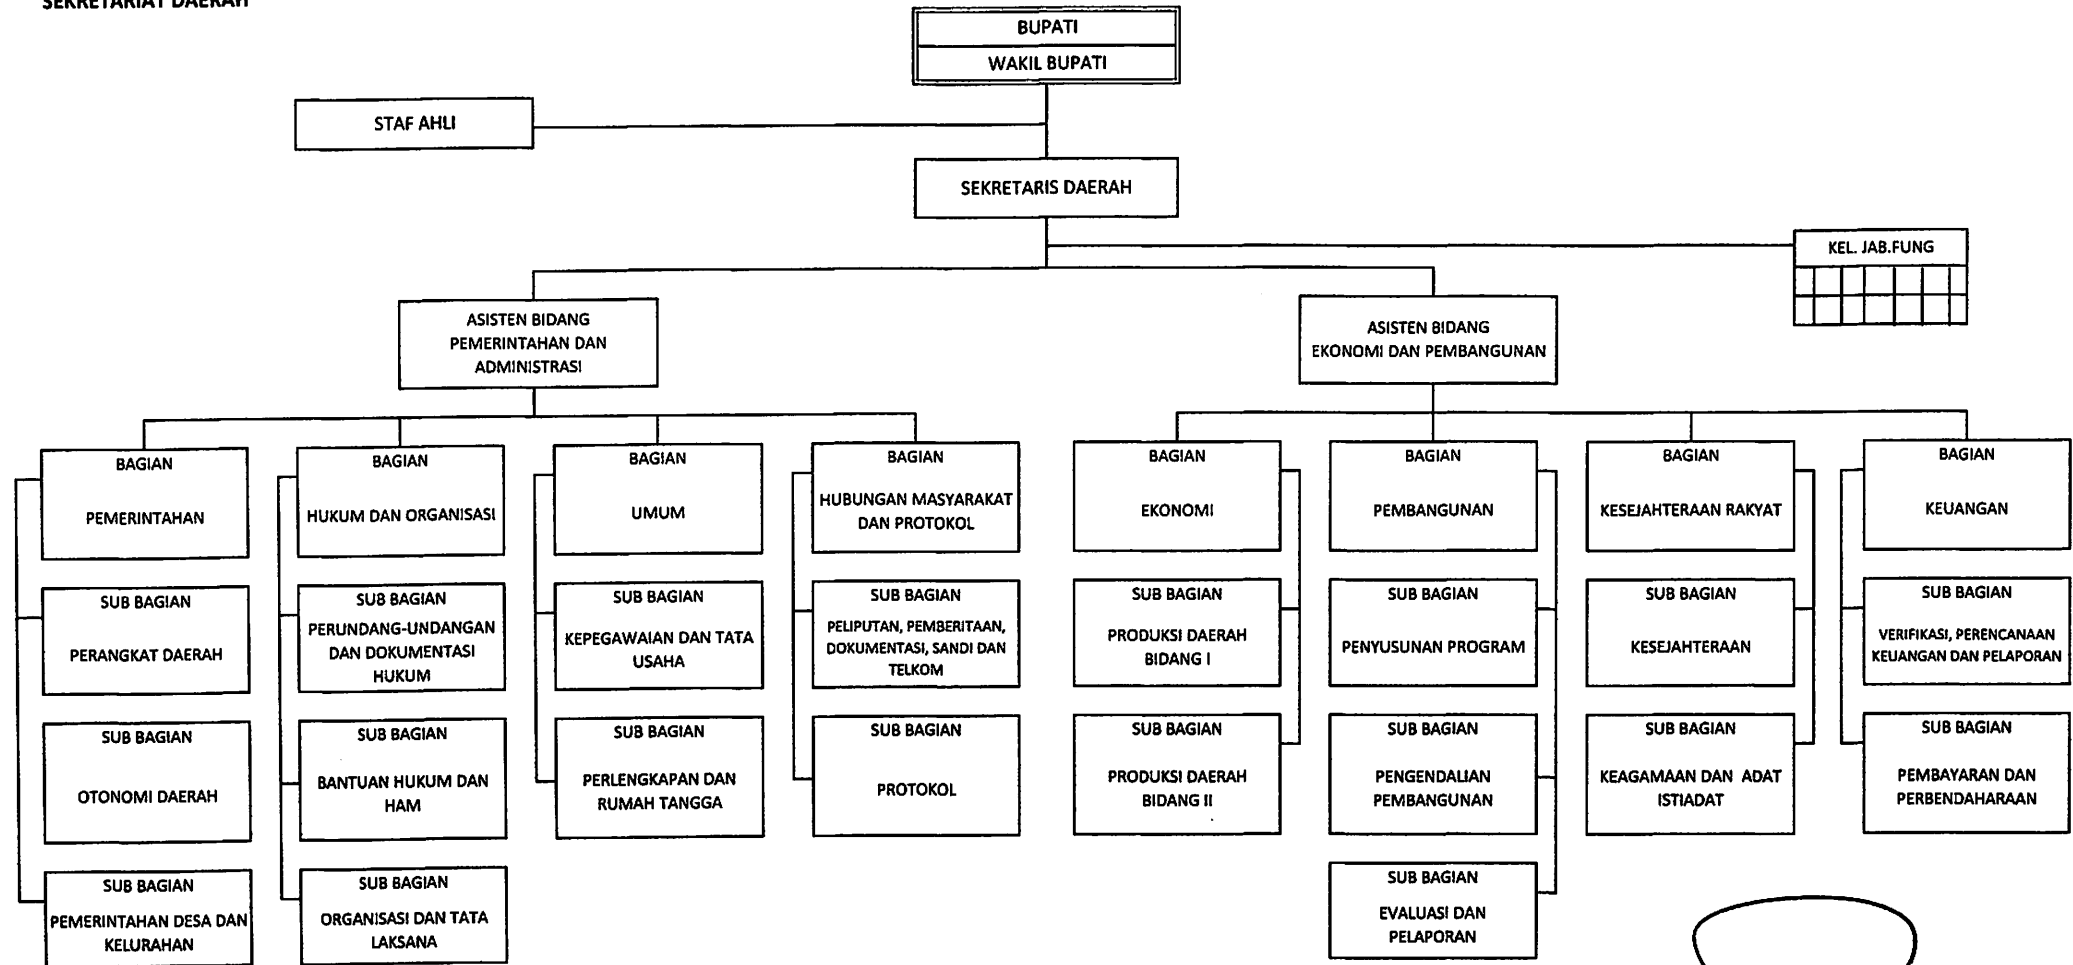 SEKRETARIAT DAERAH
BUPATI
WAKIL BUPATI
STAF AHLI
SEKRETARIS DAERAH
KEL. JAB.FUNG
ASISTEN BIDANG
PEMERINTAHAN DAN
ADMINISTRASI
ASISTEN BIDANG
EKONOMI DAN PEMBANGUNAN
BAGIAN
PEMERINTAHAN
BAGIAN
HUKUM DAN ORGANISASI
BAGIAN
UMUM
BAGIAN
HUBUNGAN MASYARAKAT
DAN PROTOKOL
BAGIAN
EKONOMI
BAGIAN
PEMBANGUNAN
BAGIAN
KESEJAHTERAAN RAKYAT
BAGIAN
KEUANGAN
SUB BAGIAN
PERANGKAT DAERAH
SUB BAGIAN
PERUNDANG-UNDANGAN
DAN DOKUMENTASI
HUKUM
SUB BAGIAN
KEPEGAWAIAN DAN TATA
USAHA
SUB BAGIAN
PELIPUTAN, PEMBERITAAN,
DOKUMENTASI, SANDI DAN
TELKOM
SUB BAGIAN
PRODUKSI DAERAH
BIDANG I
SUB BAGIAN
PENYUSUNAN PROGRAM
SUB BAGIAN
KESEJAHTERAAN
SUB BAGIAN
VERIFIKASI, PERENCANAAN
KEUANGAN DAN PELAPORAN
SUB BAGIAN
OTONOMI DAERAH
SUB BAGIAN
BANTUAN HUKUM DAN
HAM
SUB BAGIAN
PERLENGKAPAN DAN
RUMAH TANGGA
SUB BAGIAN
PROTOKOL
SUB BAGIAN
PRODUKSI DAERAH
BIDANG II
SUB BAGIAN
PENGENDALIAN
PEMBANGUNAN
SUB BAGIAN
KEAGAMAAN DAN ADAT
ISTIADAT
SUB BAGIAN
PEMBAYARAN DAN
PERBENDAHARAAN
SUB BAGIAN
PEMERINTAHAN DESA DAN
KELURAHAN
SUB BAGIAN
ORGANISASI DAN TATA
LAKSANA
SUB BAGIAN
EVALUASI DAN
PELAPORAN